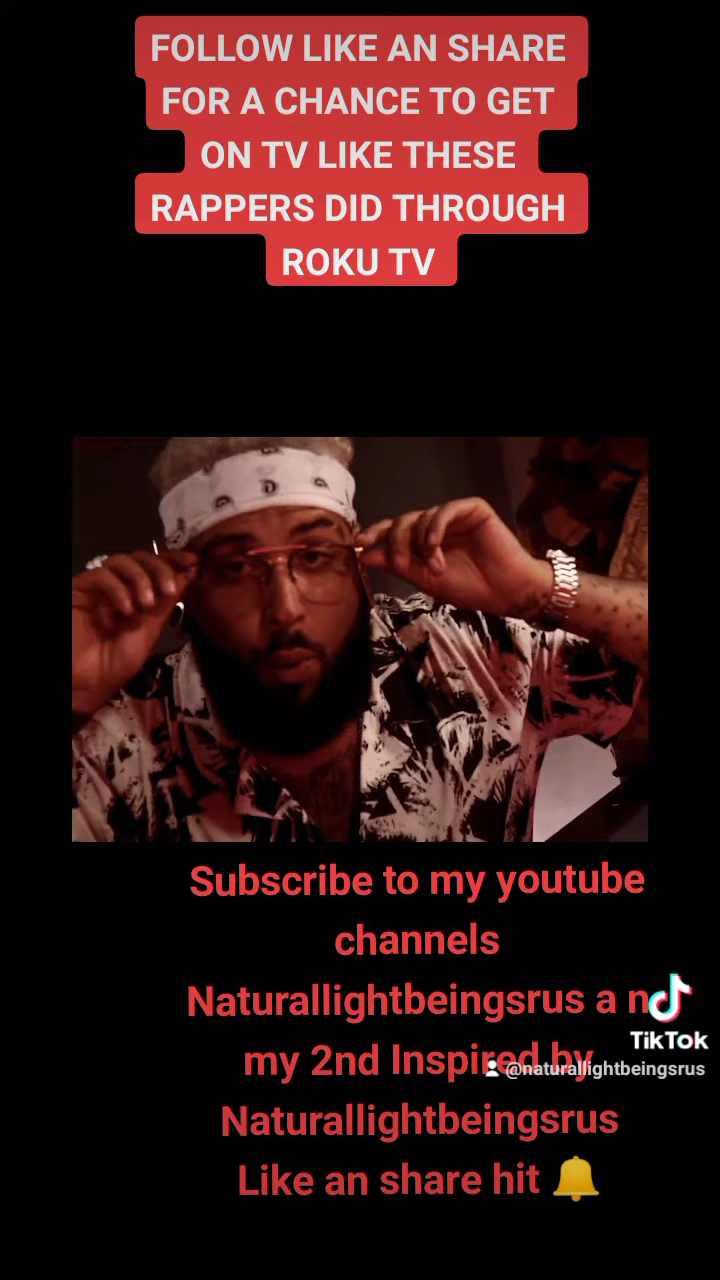 FOLLOW LIKE AN SHARE
FOR A CHANCE TO GET
ON TV LIKE THESE
RAPPERS DID THROUGH
ROKU TV
Subscribe to my youtube
channels
Naturallightbeingsrus a n
TikTok
my 2nd Inspired by
@naturallightbeingsrus
Naturallightbeingsrus
Like an share hit 🔔